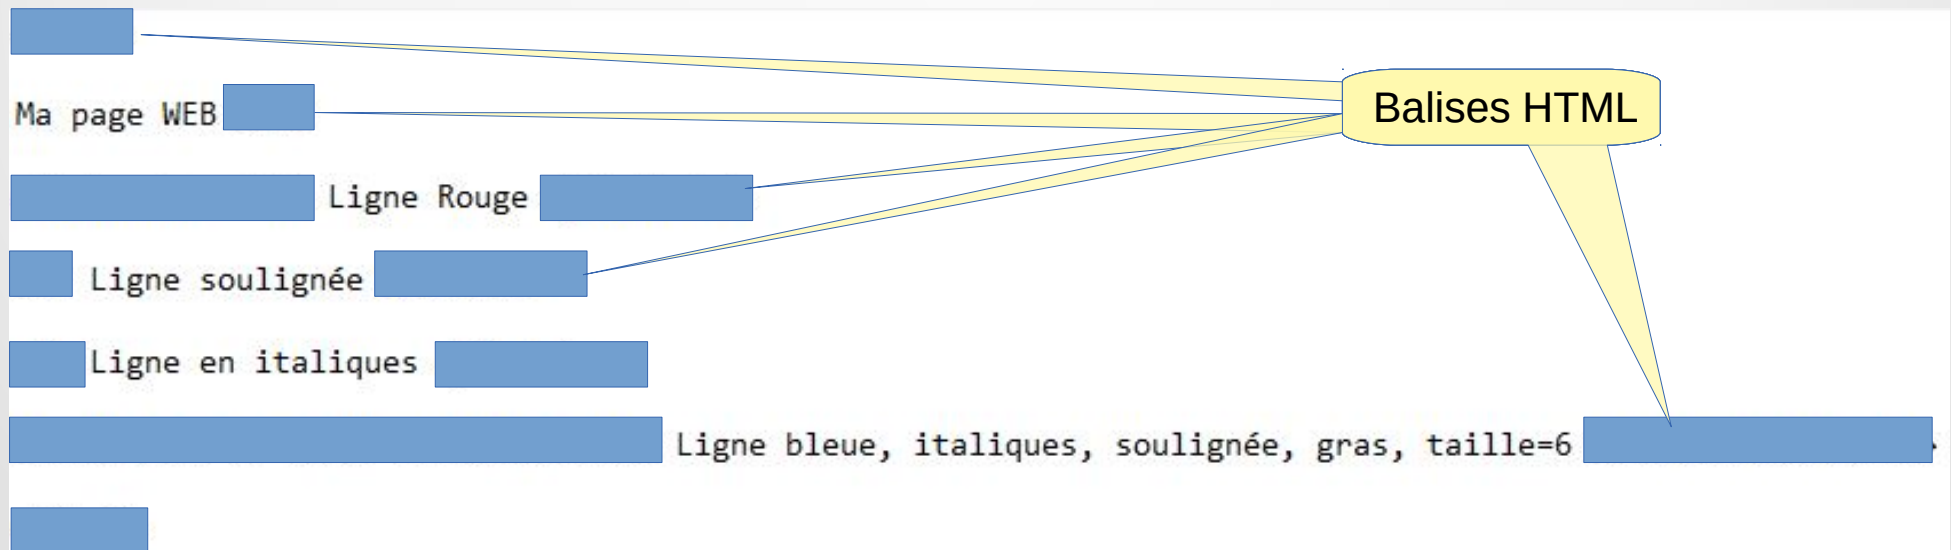 Balises HTML
Ma page WEB
Ligne Rouge
Ligne soulignée
Ligne en italiques
Ligne bleue, italiques, soulignée, gras, taille=6